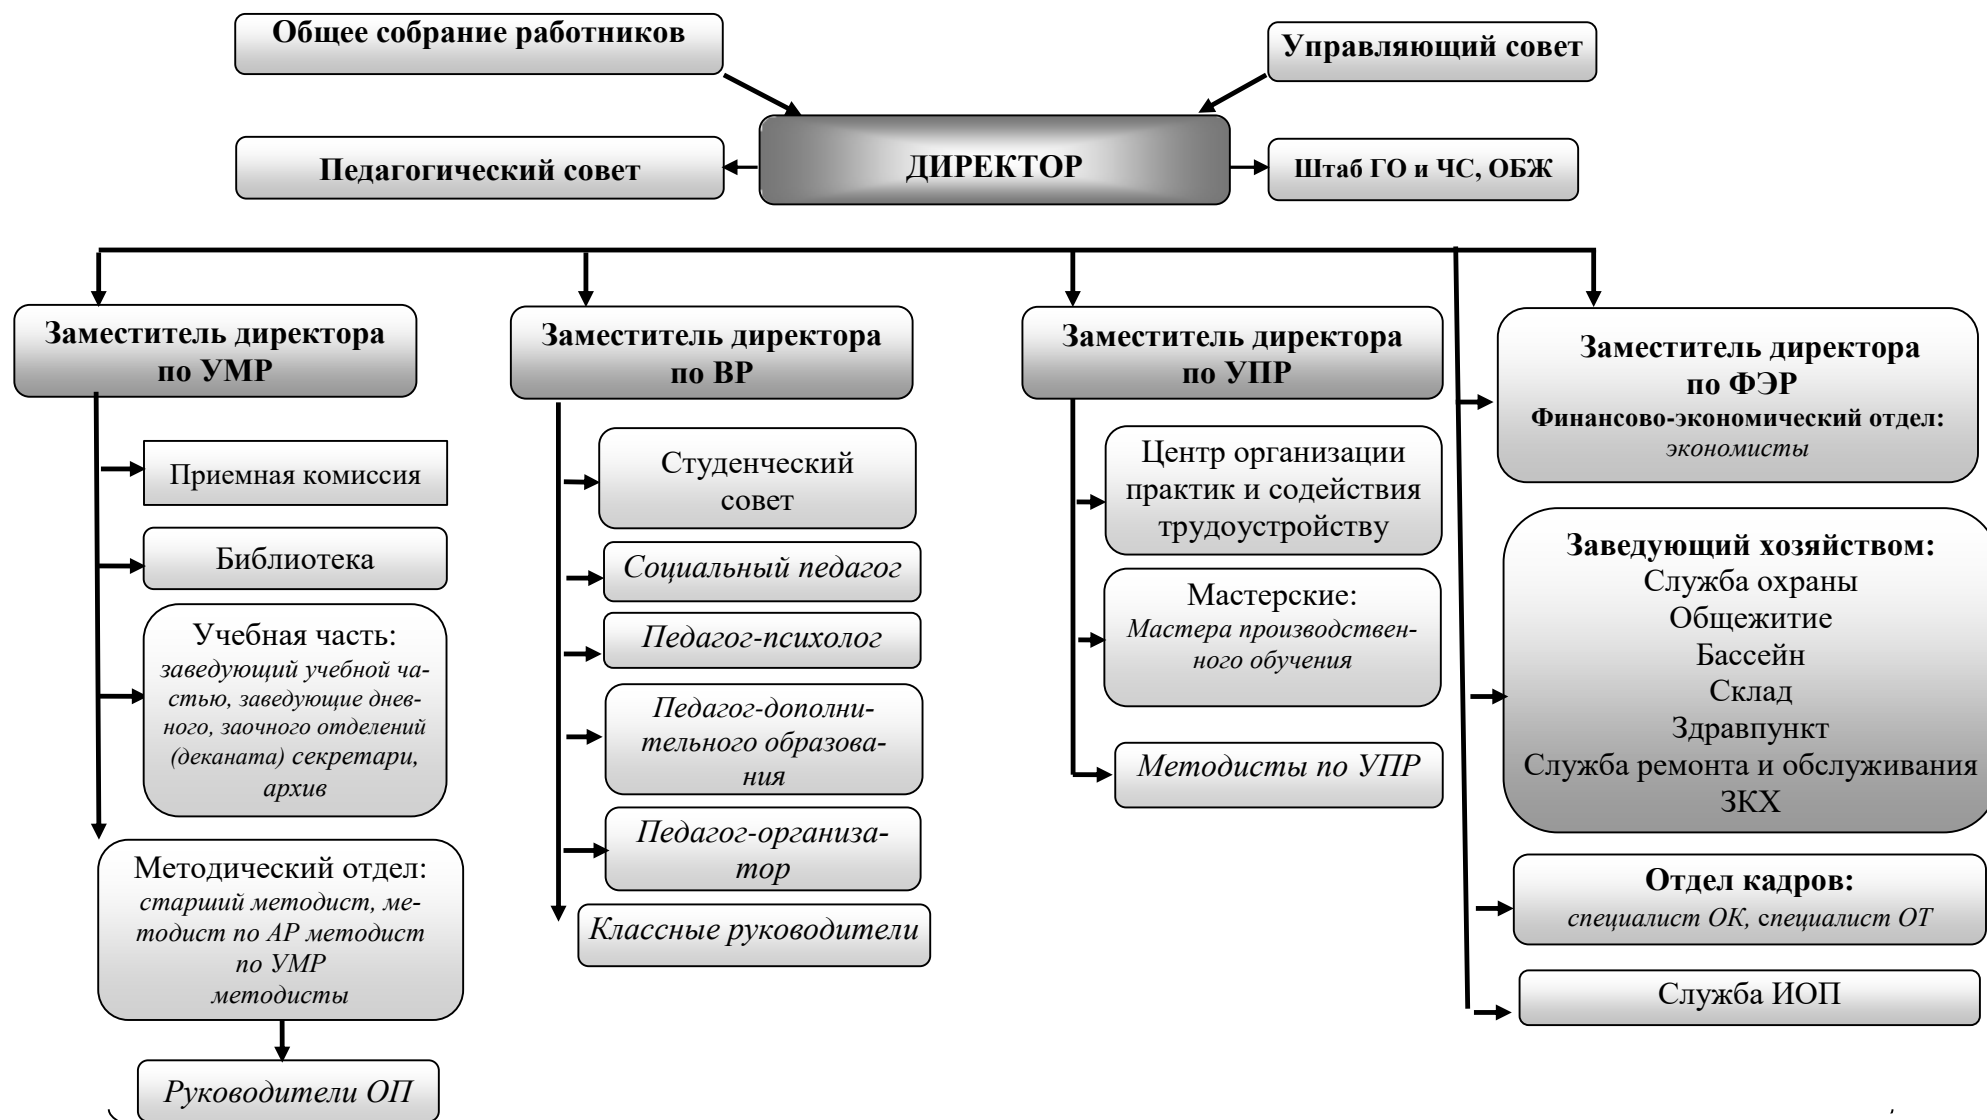 Общее собрание работников
Управляющий совет
Педагогический совет
ДИРЕКТОР
Штаб ГО и ЧС, ОБЖ
Заместитель директора
по УМР
Приемная комиссия
Библиотека
Учебная часть:
заведующий учебной ча-
стью, заведующие днев-
ного, заочного отделений
(деканата) секретари,
архив
Методический отдел:
старший методист, ме-
тодист по АР методист
по УМР
методисты
Руководители ОП
Заместитель директора
по ВР
Студенческий
совет
Социальный педагог
Педагог-психолог
Педагог-дополни-
тельного образова-
ния
Педагог-организа-
тор
Классные руководители
Заместитель директора
по УПР
Центр организации
практик и содействия
трудоустройству
Мастерские:
Мастера производствен-
ного обучения
Методисты по УПР
Заместитель директора
по ФЭР
Финансово-экономический отдел:
экономисты
Заведующий хозяйством:
Служба охраны
Общежитие
Бассейн
Склад
Здравпункт
Служба ремонта и обслуживания
ЗКХ
Отдел кадров:
специалист ОК, специалист ОТ
Служба ИОП